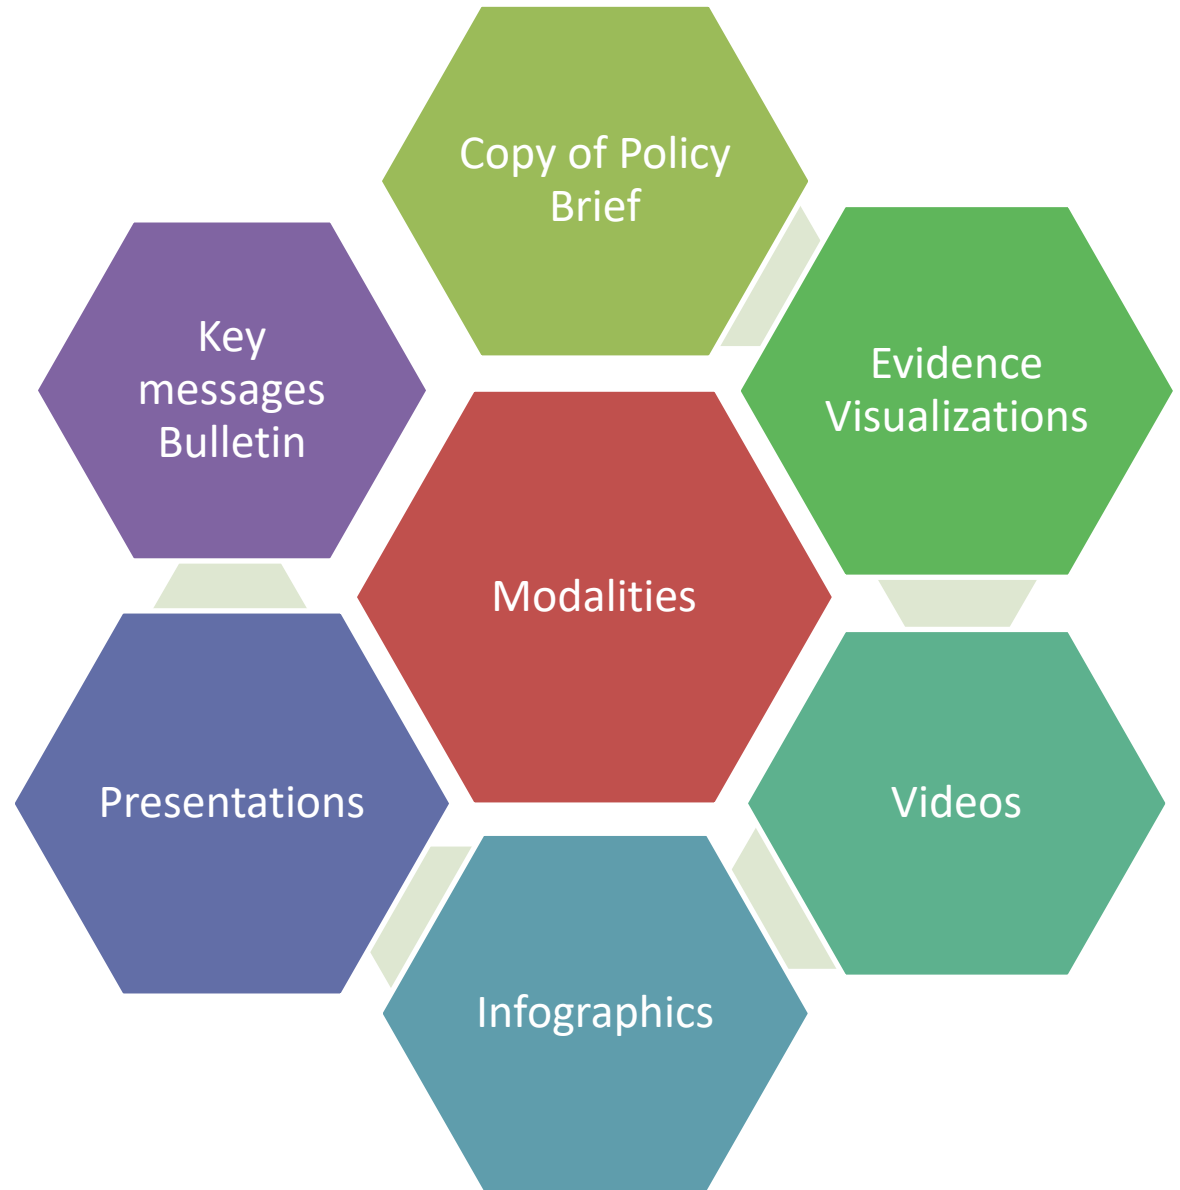 Copy of Policy
Brief
Evidence
Visualizations
Videos
Infographics
Presentations
Key
messages
Bulletin
Modalities